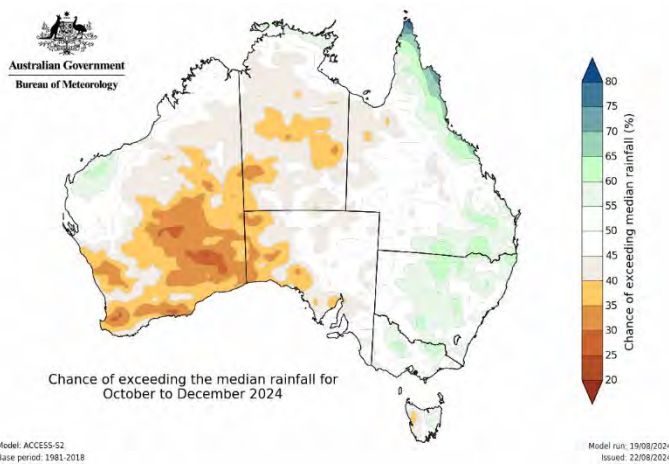 Australian Government
Bureau of Meteorology
80
75
70
65
60
55
50
45
40
35
30
25
20
Chance of exceeding median rainfall (%)
Chance of exceeding the median rainfall for
October to December 2024
Model: ACCESS-S2
Base period: 1981-2018
Model run: 19/08/2024
Issued: 22/08/2024